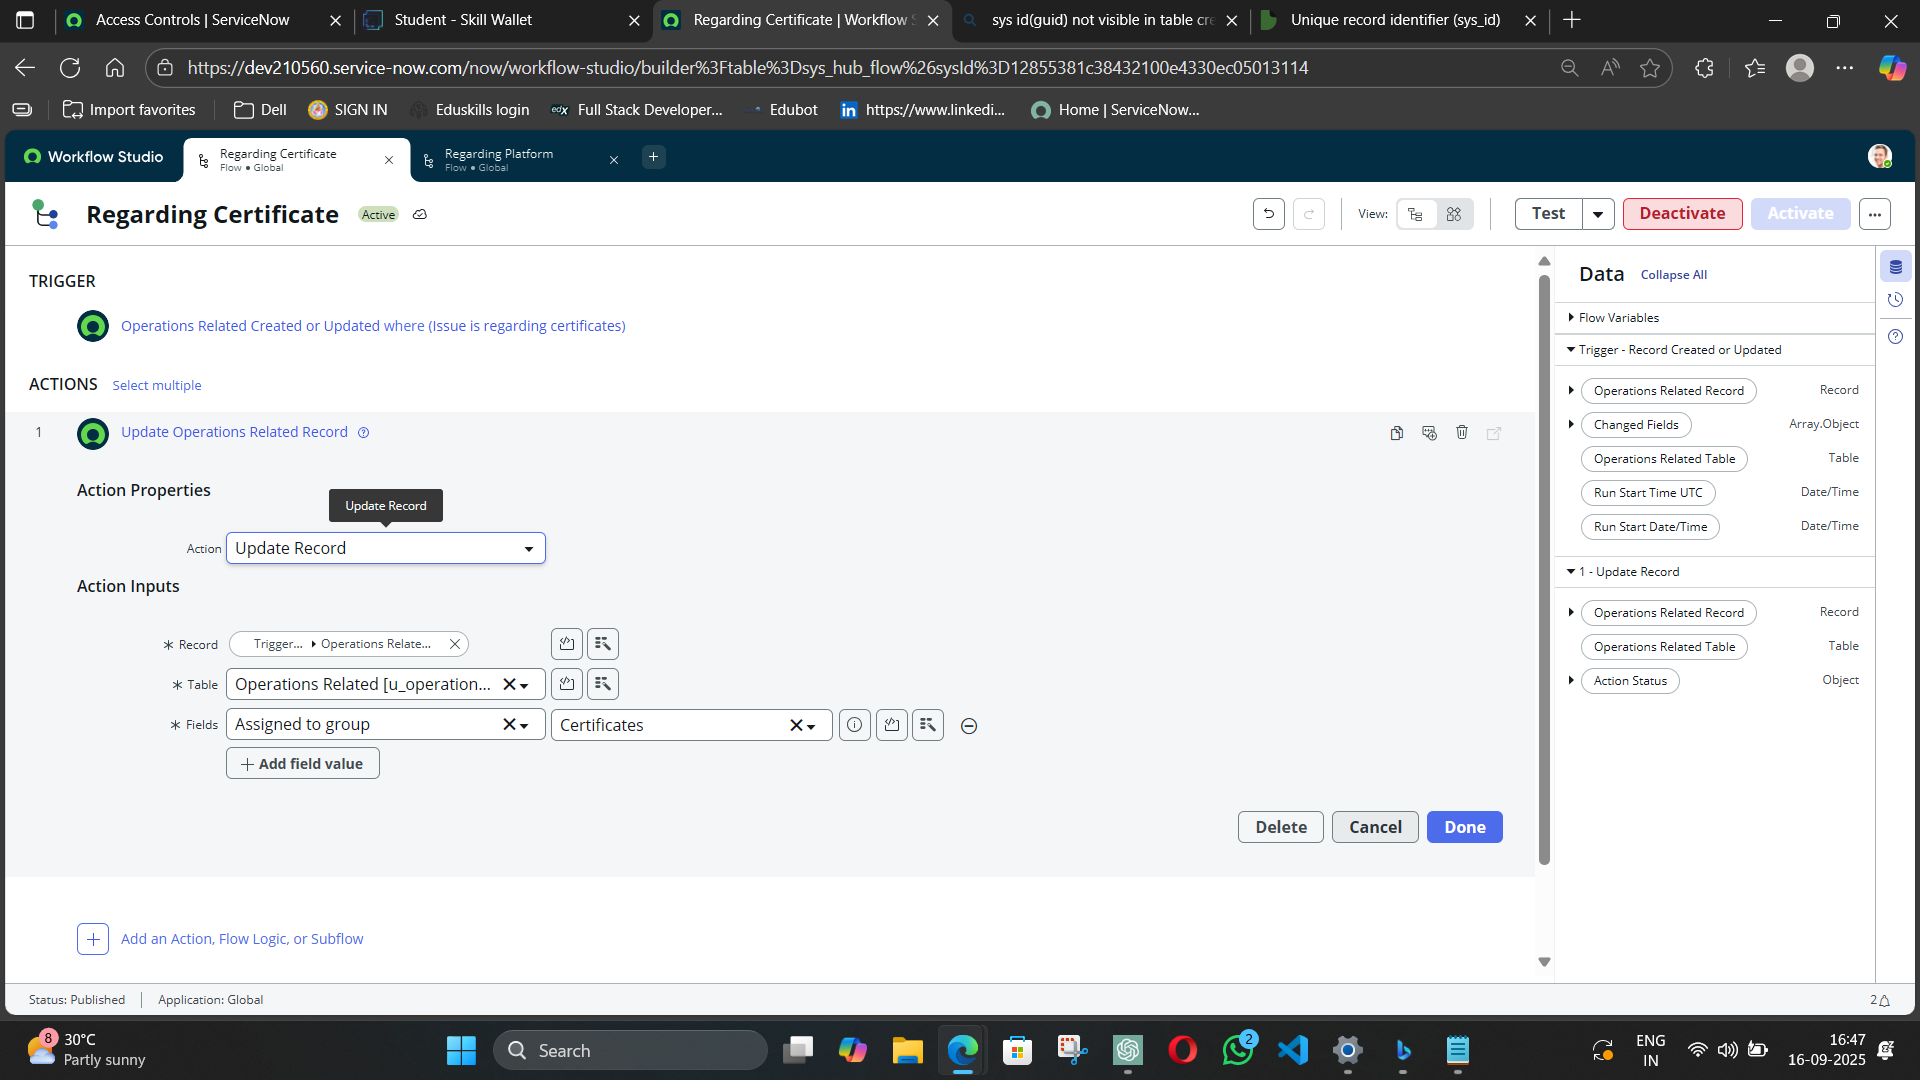 Access Controls | ServiceNow
Student - Skill Wallet
Regarding Certificate | Workflow S
sys id(guid) not visible in table cre
Unique record identifier (sys_id)
https://dev210560.service-now.com/now/workflow-studio/builder%3Ftable%3Dsys_hub_flow%26sysId%3D12855381c38432100e4330ec05013114
Import favorites
Dell
SIGN IN
Eduskills login
edx Full Stack Developer...
Edubot
in https://www.linkedi...
Home | ServiceNow...
Workflow Studio
Regarding Certificate
Flow • Global
Regarding Platform
Flow • Global
Regarding Certificate
Active
View:
Test
Deactivate
Activate
TRIGGER
Operations Related Created or Updated where (Issue is regarding certificates)
ACTIONS Select multiple
1 Update Operations Related Record
Action Properties
Update Record
Action Update Record
Action Inputs
* Record Trigger... Operations Relate...
* Table Operations Related [u_operation...
* Fields Assigned to group Certificates
+ Add field value
Delete Cancel Done
Add an Action, Flow Logic, or Subflow
Data Collapse All
Flow Variables
Trigger - Record Created or Updated
Operations Related Record Record
Changed Fields Array.Object
Operations Related Table Table
Run Start Time UTC Date/Time
Run Start Date/Time Date/Time
1 - Update Record
Operations Related Record Record
Operations Related Table Table
Action Status Object
Status: Published Application: Global
2
8
30°C
Partly sunny
Search
2
ENG
IN
16:47
16-09-2025